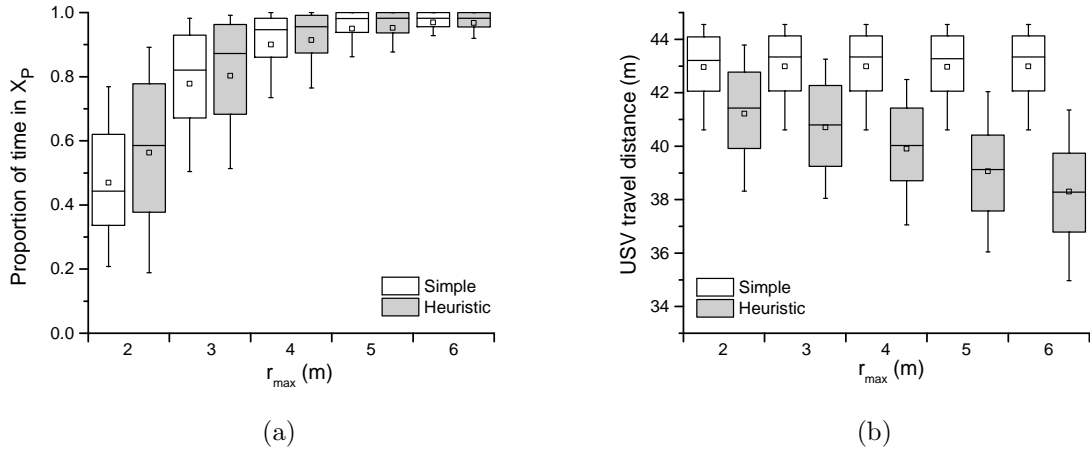 1.0
0.8
0.6
0.4
0.2
0.0
Proportion of time in X_P
Simple
Heuristic
2 3 4 5 6
r_max (m)
(a)
44
42
40
38
36
34
USV travel distance (m)
Simple
Heuristic
2 3 4 5 6
r_max (m)
(b)